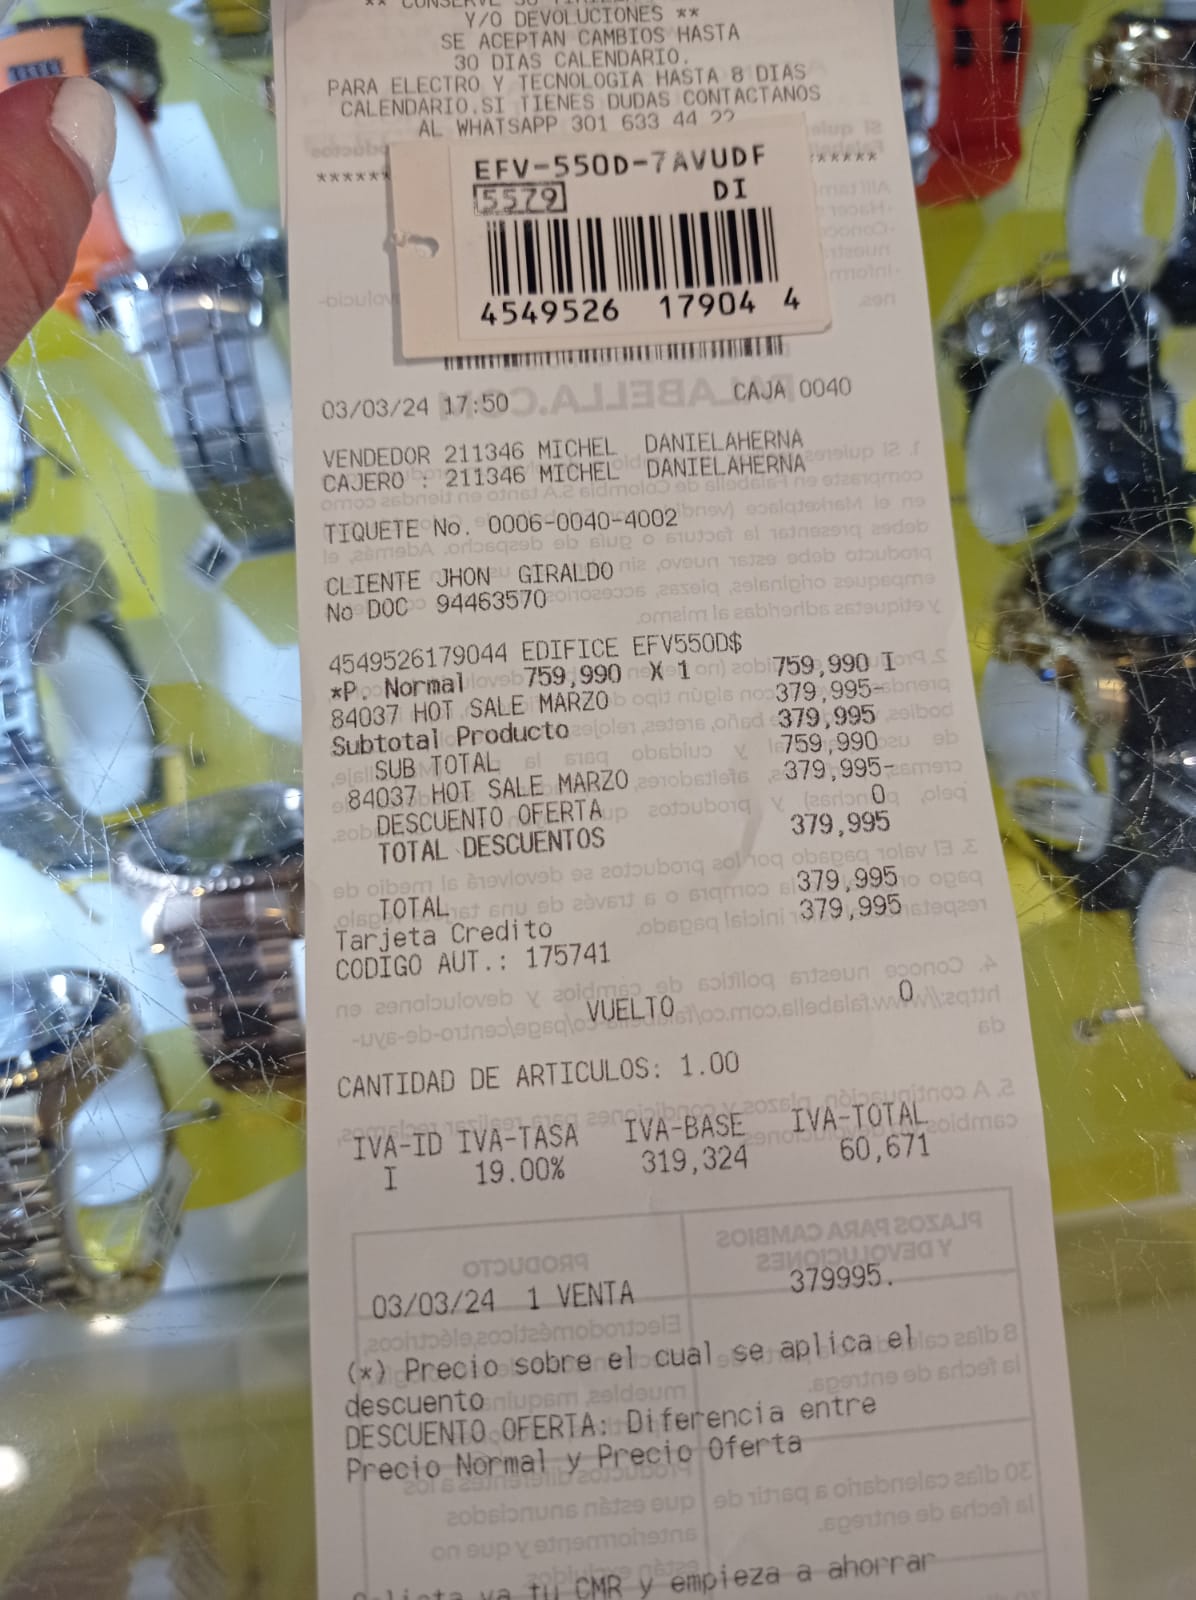 ** CONSERVE SU
Y/O DEVOLUCIONES **
SE ACEPTAN CAMBIOS HASTA
30 DIAS CALENDARIO.
PARA ELECTRO Y TECNOLOGIA HASTA 8 DIAS
CALENDARIO.SI TIENES DUDAS CONTACTANOS
AL WHATSAPP 301 633 44 22
EFV-550D-7AVUDF
5579 DI
4549526 17904 4
03/03/24 17:50 CAJA 0040
VENDEDOR 211346 MICHEL DANIELAHERNA
CAJERO : 211346 MICHEL DANIELAHERNA
TIQUETE No. 0006-0040-4002
CLIENTE JHON GIRALDO
No DOC 94463570
4549526179044 EDIFICE EFV550D$
*P. Normal 759,990 X 1 759,990 I
84037 HOT SALE MARZO 379,995-
Subtotal Producto 379,995
SUB TOTAL 759,990
84037 HOT SALE MARZO 379,995-
DESCUENTO OFERTA 0
TOTAL DESCUENTOS 379,995
TOTAL 379,995
Tarjeta Credito 379,995
CODIGO AUT.: 175741
VUELTO 0
CANTIDAD DE ARTICULOS: 1.00
IVA-ID IVA-TASA IVA-BASE IVA-TOTAL
I 19.00% 319,324 60,671
03/03/24 1 VENTA 379995.
(*) Precio sobre el cual se aplica el
descuento
DESCUENTO OFERTA: Diferencia entre
Precio Normal y Precio Oferta
ya tu CMR y empieza a ahorrar